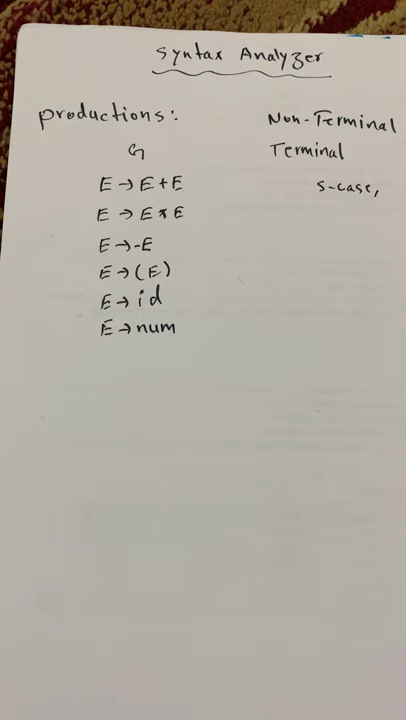 Syntax Analyzer
productions:
G
E → E + E
E → E * E
E → -E
E → (E)
E → id
E → num
Non-Terminal
Terminal
s-case,